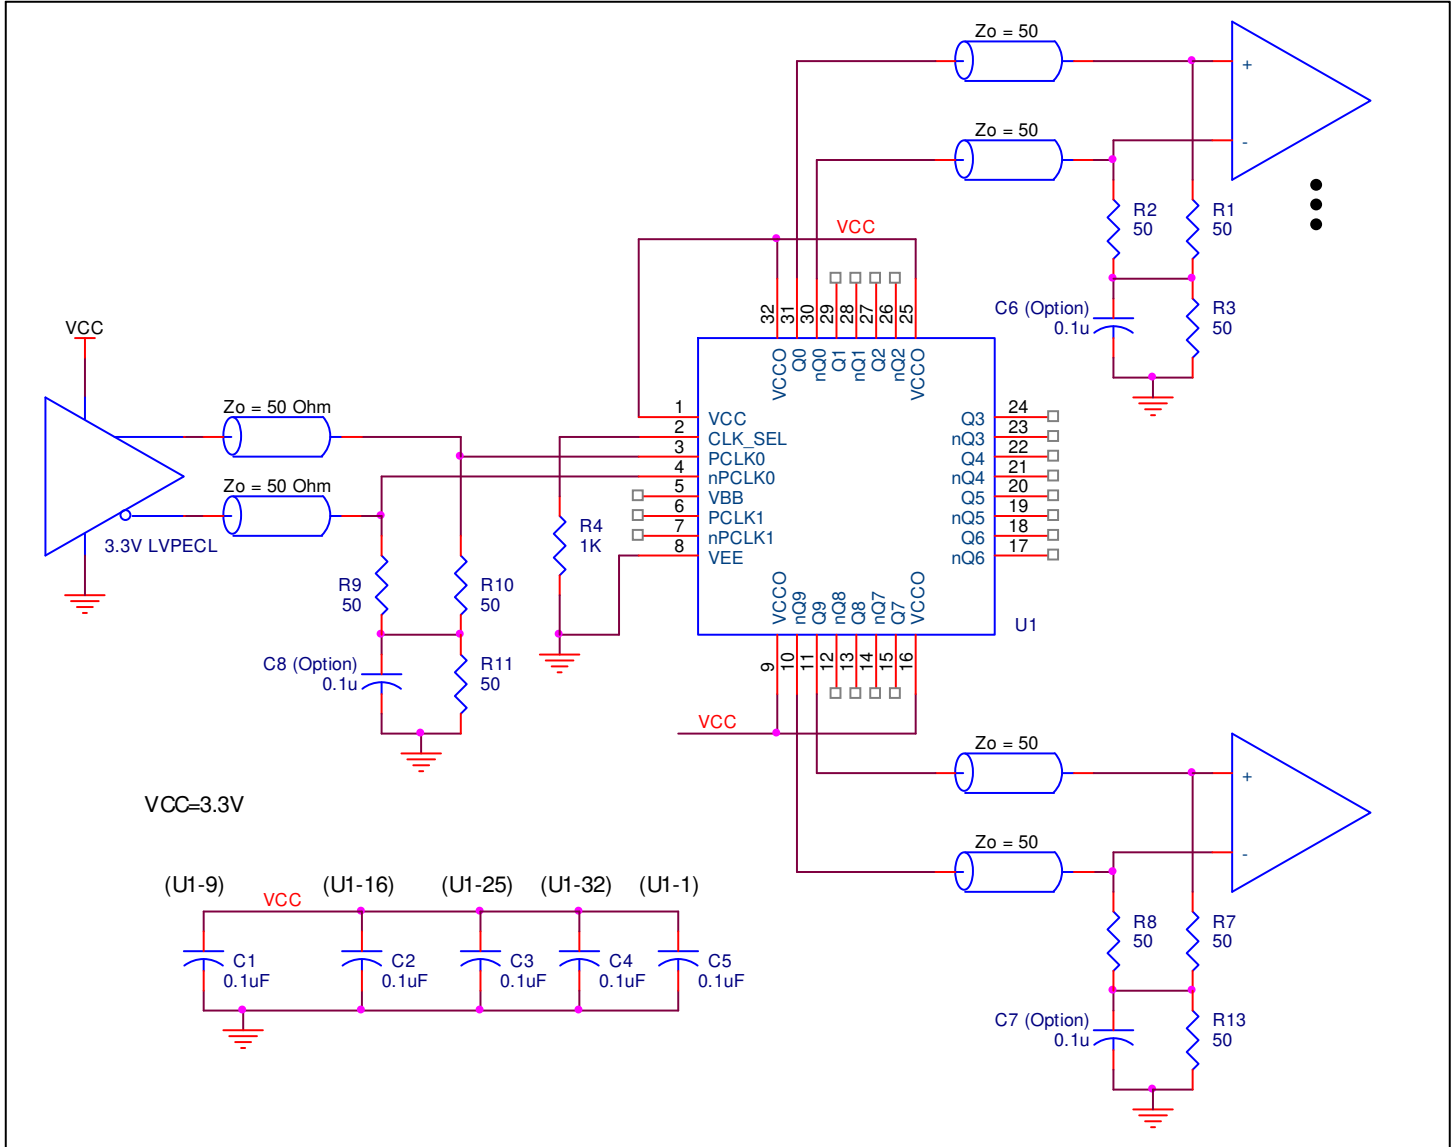 Zo = 50
+
Zo = 50
-
R2
50
R1
50
VCC
C6 (Option)
0.1u
R3
50
VCC
32
31
30
29
28
27
26
25
VCCO
Q0
nQ0
Q1
nQ1
Q2
nQ2
VCCO
Zo = 50 Ohm
Zo = 50 Ohm
3.3V LVPECL
1
VCC
2
CLK_SEL
3
PCLK0
4
nPCLK0
5
VBB
6
PCLK1
7
nPCLK1
8
VEE
24
Q3
23
nQ3
22
Q4
21
nQ4
20
Q5
19
nQ5
18
Q6
17
nQ6
R4
1K
R9
50
R10
50
VCCO
nQ9
Q9
nQ8
Q8
nQ7
Q7
VCCO
U1
9
10
11
12
13
14
15
16
C8 (Option)
0.1u
R11
50
VCC
Zo = 50
+
Zo = 50
-
VCC=3.3V
R8
50
R7
50
C7 (Option)
0.1u
R13
50
(U1-9)
(U1-16)
(U1-25)
(U1-32)
(U1-1)
VCC
C1
0.1uF
C2
0.1uF
C3
0.1uF
C4
0.1uF
C5
0.1uF